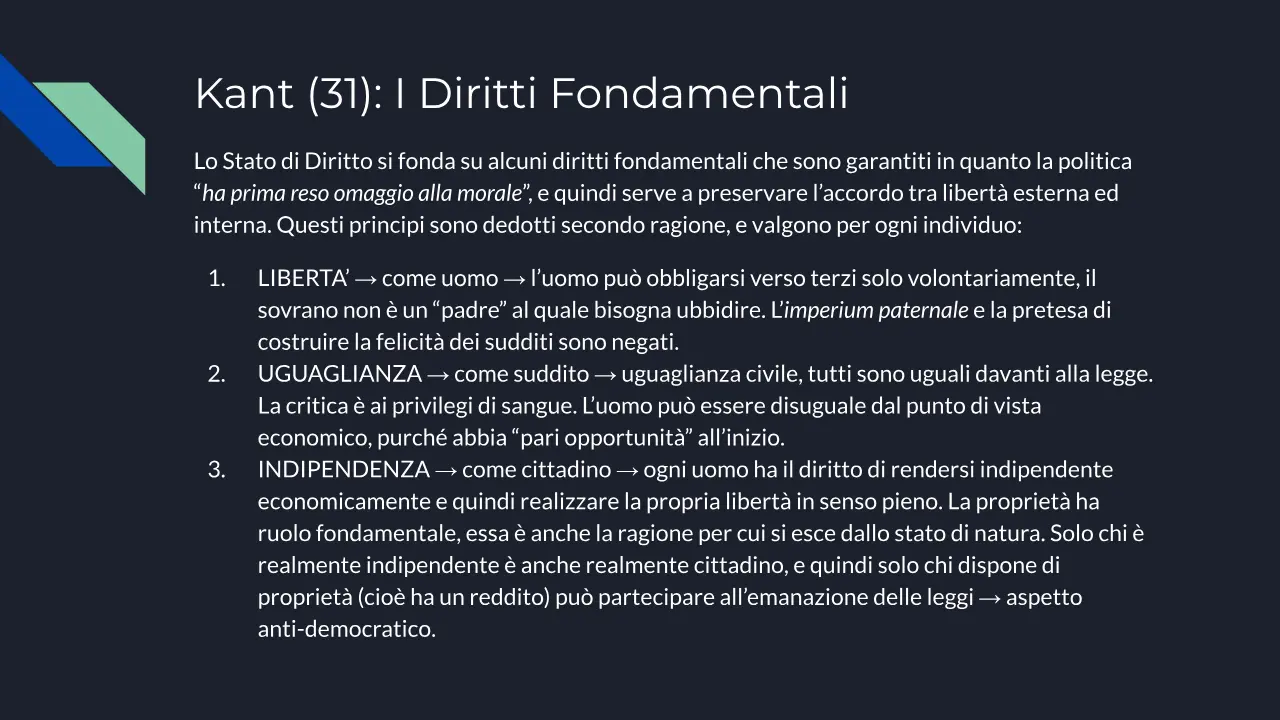 Kant (31): I Diritti Fondamentali
Lo Stato di Diritto si fonda su alcuni diritti fondamentali che sono garantiti in quanto la politica
“ha prima reso omaggio alla morale”, e quindi serve a preservare l’accordo tra libertà esterna ed
interna. Questi principi sono dedotti secondo ragione, e valgono per ogni individuo:
1. LIBERTA’ → come uomo → l’uomo può obbligarsi verso terzi solo volontariamente, il
sovrano non è un “padre” al quale bisogna ubbidire. L’imperium paternale e la pretesa di
costruire la felicità dei sudditi sono negati.
2. UGUAGLIANZA → come suddito → uguaglianza civile, tutti sono uguali davanti alla legge.
La critica è ai privilegi di sangue. L’uomo può essere disuguale dal punto di vista
economico, purché abbia “pari opportunità” all’inizio.
3. INDIPENDENZA → come cittadino → ogni uomo ha il diritto di rendersi indipendente
economicamente e quindi realizzare la propria libertà in senso pieno. La proprietà ha
ruolo fondamentale, essa è anche la ragione per cui si esce dallo stato di natura. Solo chi è
realmente indipendente è anche realmente cittadino, e quindi solo chi dispone di
proprietà (cioè ha un reddito) può partecipare all’emanazione delle leggi → aspetto
anti-democratico.